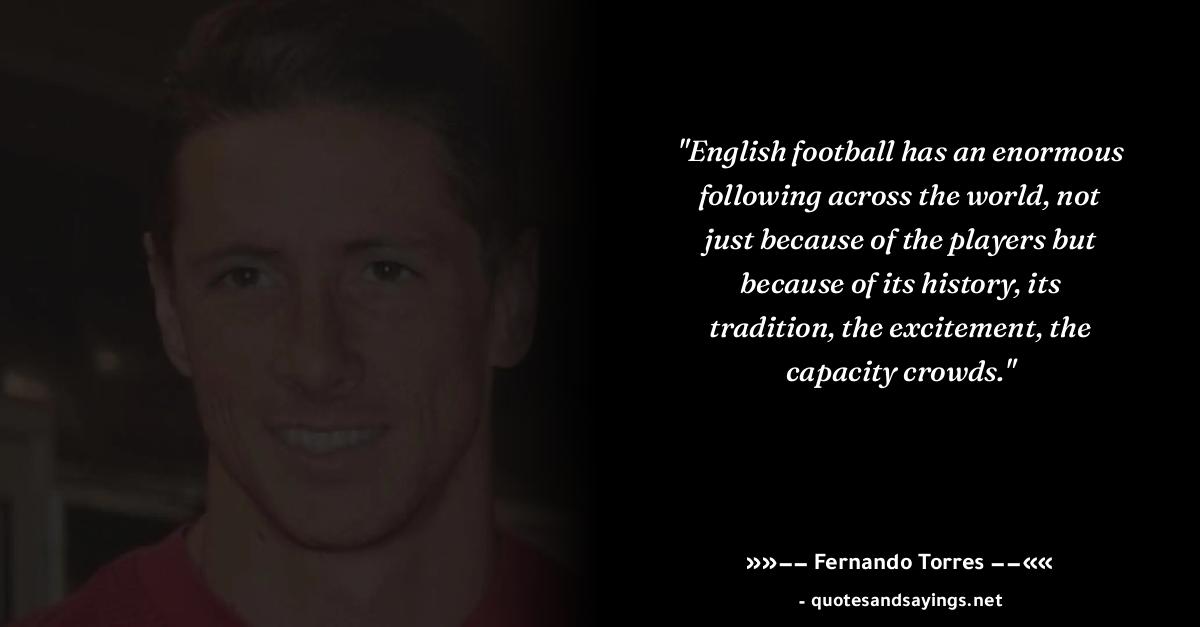 "English football has an enormous
following across the world, not
just because of the players but
because of its history, its
tradition, the excitement, the
capacity crowds."
»»−− Fernando Torres −−««
- quotesandsayings.net